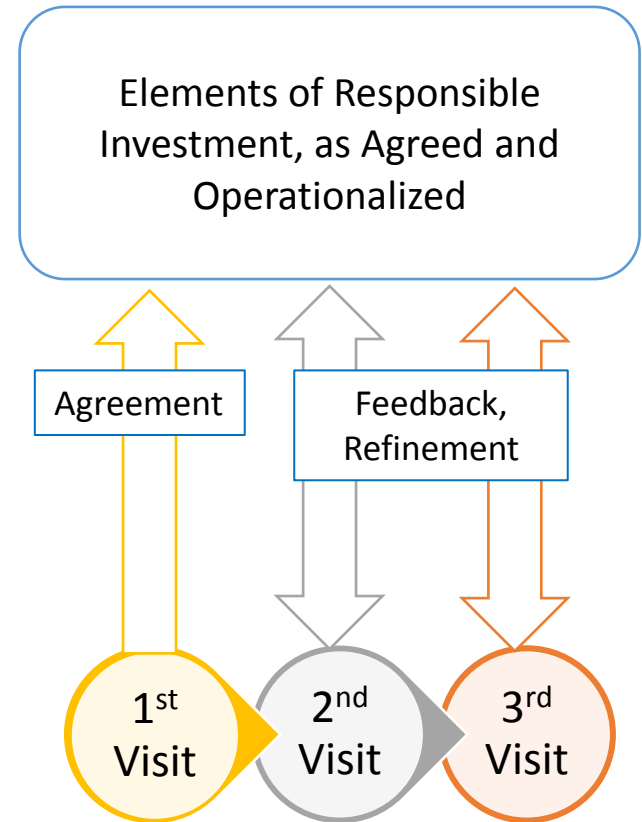 Elements of Responsible
Investment, as Agreed and
Operationalized
Agreement
Feedback,
Refinement
1st
Visit
2nd
Visit
3rd
Visit